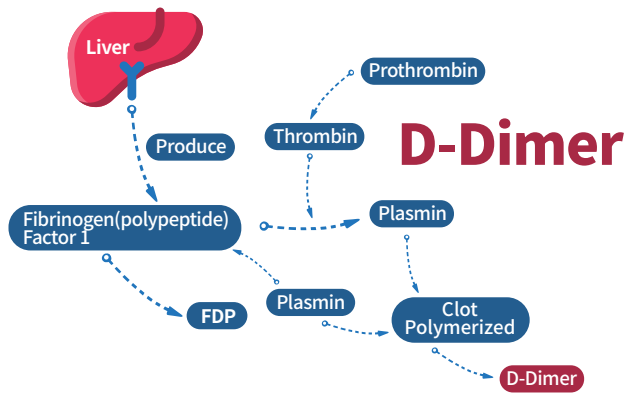 Liver
Prothrombin
Thrombin
D-Dimer
Produce
Fibrinogen(polypeptide)
Factor 1
Plasmin
Plasmin
FDP
Clot
Polymerized
D-Dimer